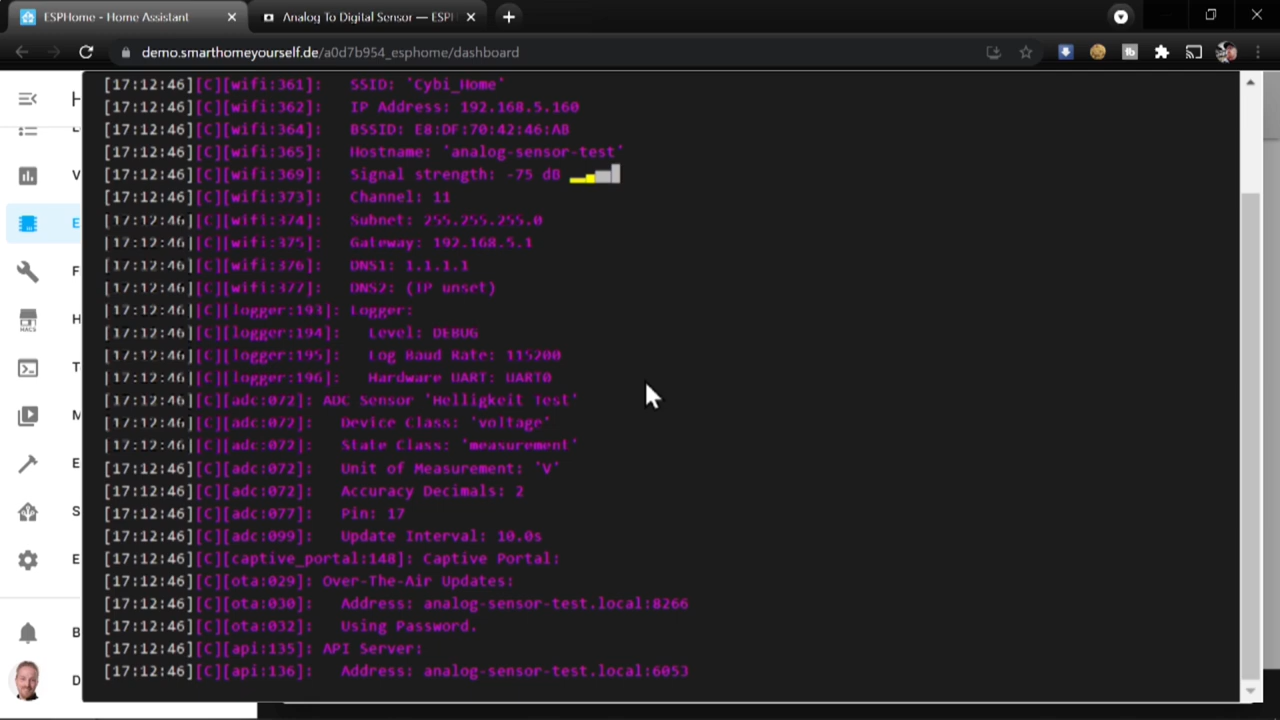 ESPHome - Home Assistant
Analog To Digital Sensor — ESPH
demo.smarthomeyourself.de/a0d7b954_esphome/dashboard
[17:12:46][C][wifi:361]: SSID: 'Cybi_Home'
[17:12:46][C][wifi:362]: IP Address: 192.168.5.160
[17:12:46][C][wifi:364]: BSSID: E8:DF:70:42:46:AB
[17:12:46][C][wifi:365]: Hostname: 'analog-sensor-test'
[17:12:46][C][wifi:369]: Signal strength: -75 dB
[17:12:46][C][wifi:373]: Channel: 11
[17:12:46][C][wifi:374]: Subnet: 255.255.255.0
[17:12:46][C][wifi:375]: Gateway: 192.168.5.1
[17:12:46][C][wifi:376]: DNS1: 1.1.1.1
[17:12:46][C][wifi:377]: DNS2: (IP unset)
[17:12:46][C][logger:193]: Logger:
[17:12:46][C][logger:194]: Level: DEBUG
[17:12:46][C][logger:195]: Log Baud Rate: 115200
[17:12:46][C][logger:196]: Hardware UART: UART0
[17:12:46][C][adc:072]: ADC Sensor 'Helligkeit Test'
[17:12:46][C][adc:072]: Device Class: 'voltage'
[17:12:46][C][adc:072]: State Class: 'measurement'
[17:12:46][C][adc:072]: Unit of Measurement: 'V'
[17:12:46][C][adc:072]: Accuracy Decimals: 2
[17:12:46][C][adc:077]: Pin: 17
[17:12:46][C][adc:099]: Update Interval: 10.0s
[17:12:46][C][captive_portal:148]: Captive Portal:
[17:12:46][C][ota:029]: Over-The-Air Updates:
[17:12:46][C][ota:030]: Address: analog-sensor-test.local:8266
[17:12:46][C][ota:032]: Using Password.
[17:12:46][C][api:135]: API Server:
[17:12:46][C][api:136]: Address: analog-sensor-test.local:6053
V
E
F
HACS
H
T
M
E
S
E
B
D